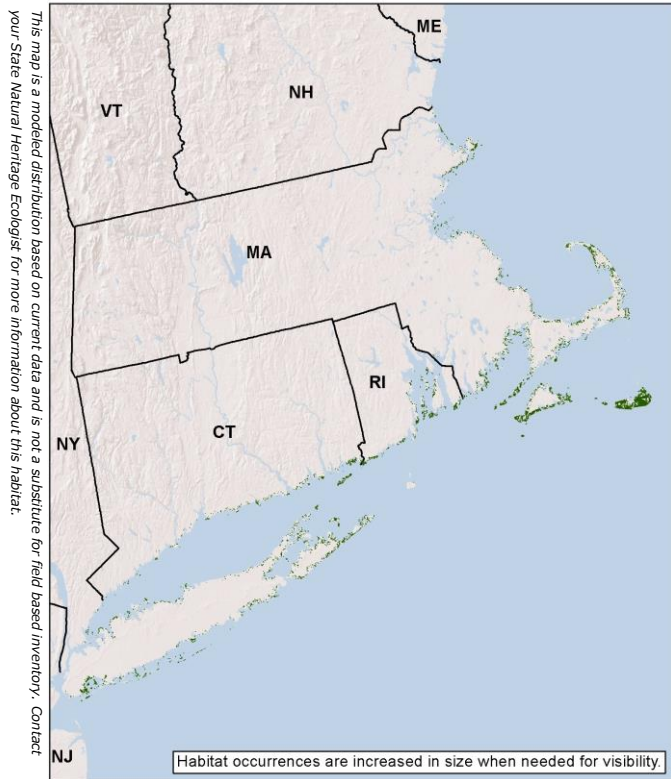 This map is a modeled distribution based on current data and is not a substitute for field based inventory. Contact
your State Natural Heritage Ecologist for more information about this habitat.
ME
VT
NH
MA
RI
CT
NY
NJ
Habitat occurrences are increased in size when needed for visibility.